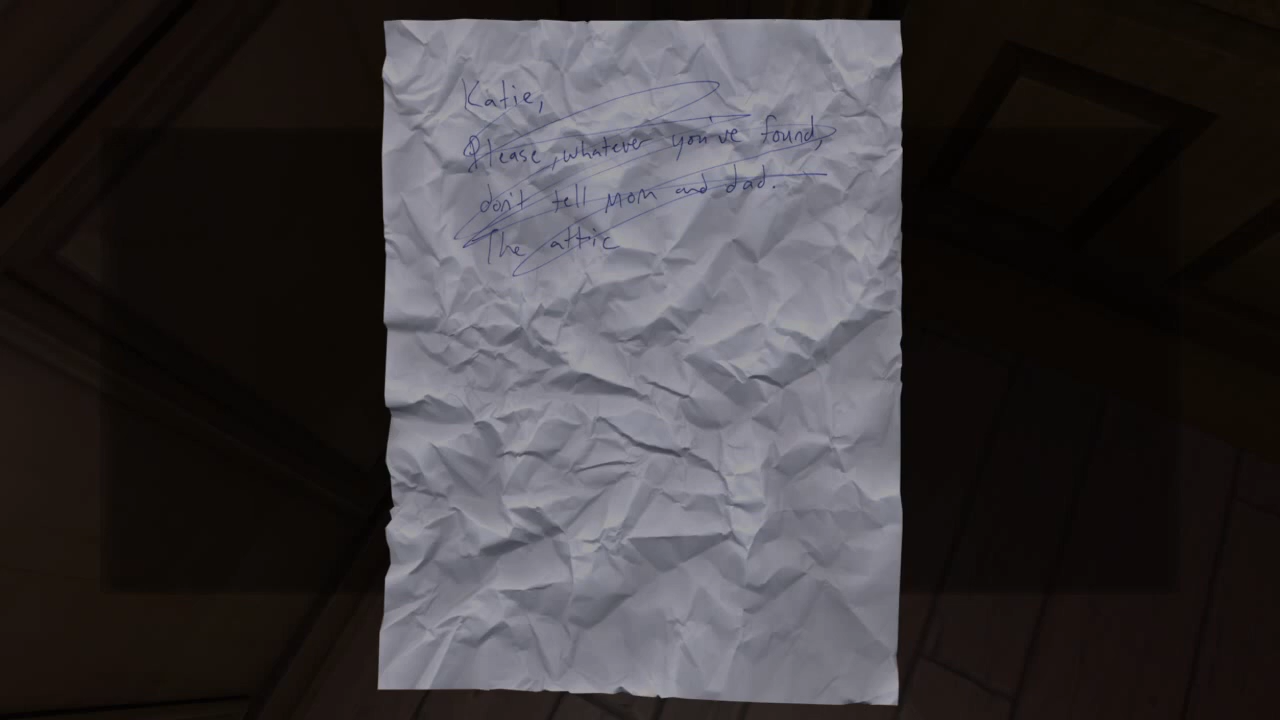 Katie,
Please, whatever you've found,
don't tell Mom and dad.
The attic